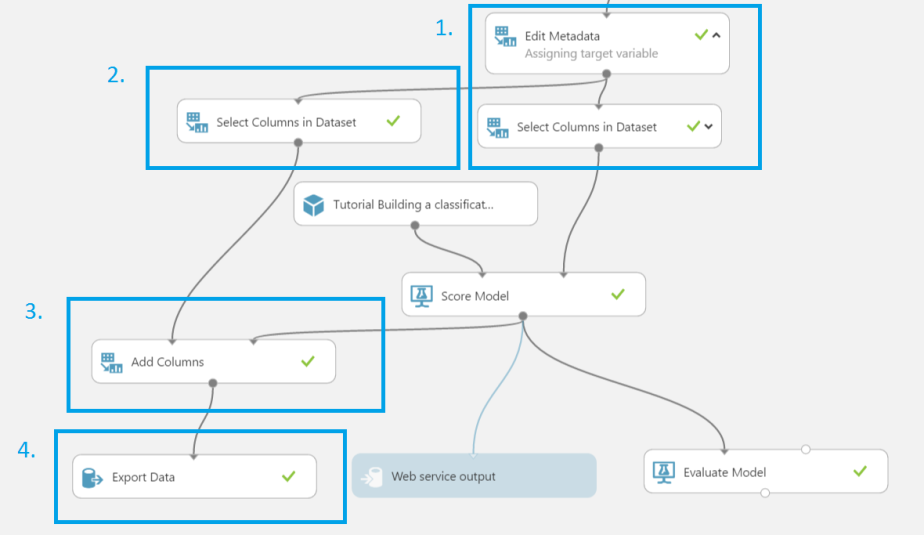 1.
Edit Metadata
Assigning target variable
2.
Select Columns in Dataset
Select Columns in Dataset
Tutorial Building a classificat...
Score Model
3.
Add Columns
4.
Export Data
Web service output
Evaluate Model